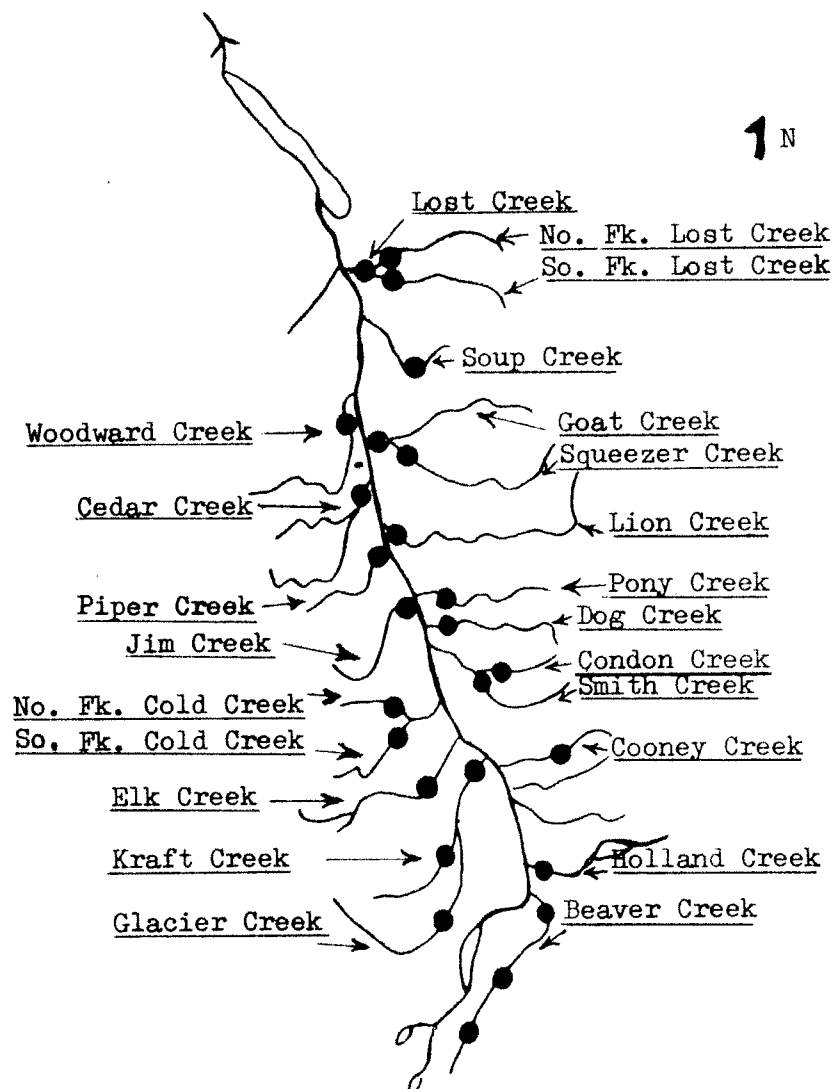 N
Lost Creek
No. Fk. Lost Creek
So. Fk. Lost Creek
Soup Creek
Woodward Creek
Goat Creek
Squeezer Creek
Cedar Creek
Lion Creek
Piper Creek
Pony Creek
Dog Creek
Jim Creek
Condon Creek
Smith Creek
No. Fk. Cold Creek
So. Fk. Cold Creek
Cooney Creek
Elk Creek
Kraft Creek
Holland Creek
Glacier Creek
Beaver Creek